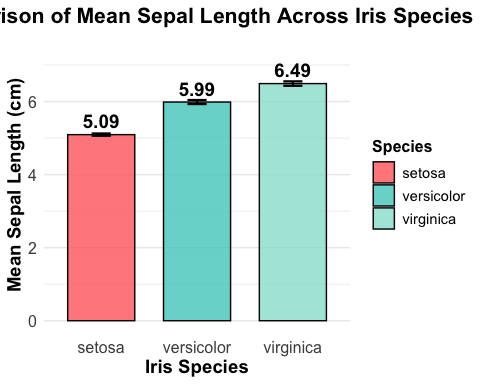 of Mean Sepal Length Across Iris Species
Mean Sepal Length (cm)
6
4
2
0
5.09
5.99
6.49
setosa
versicolor
virginica
Iris Species
Species
setosa
versicolor
virginica